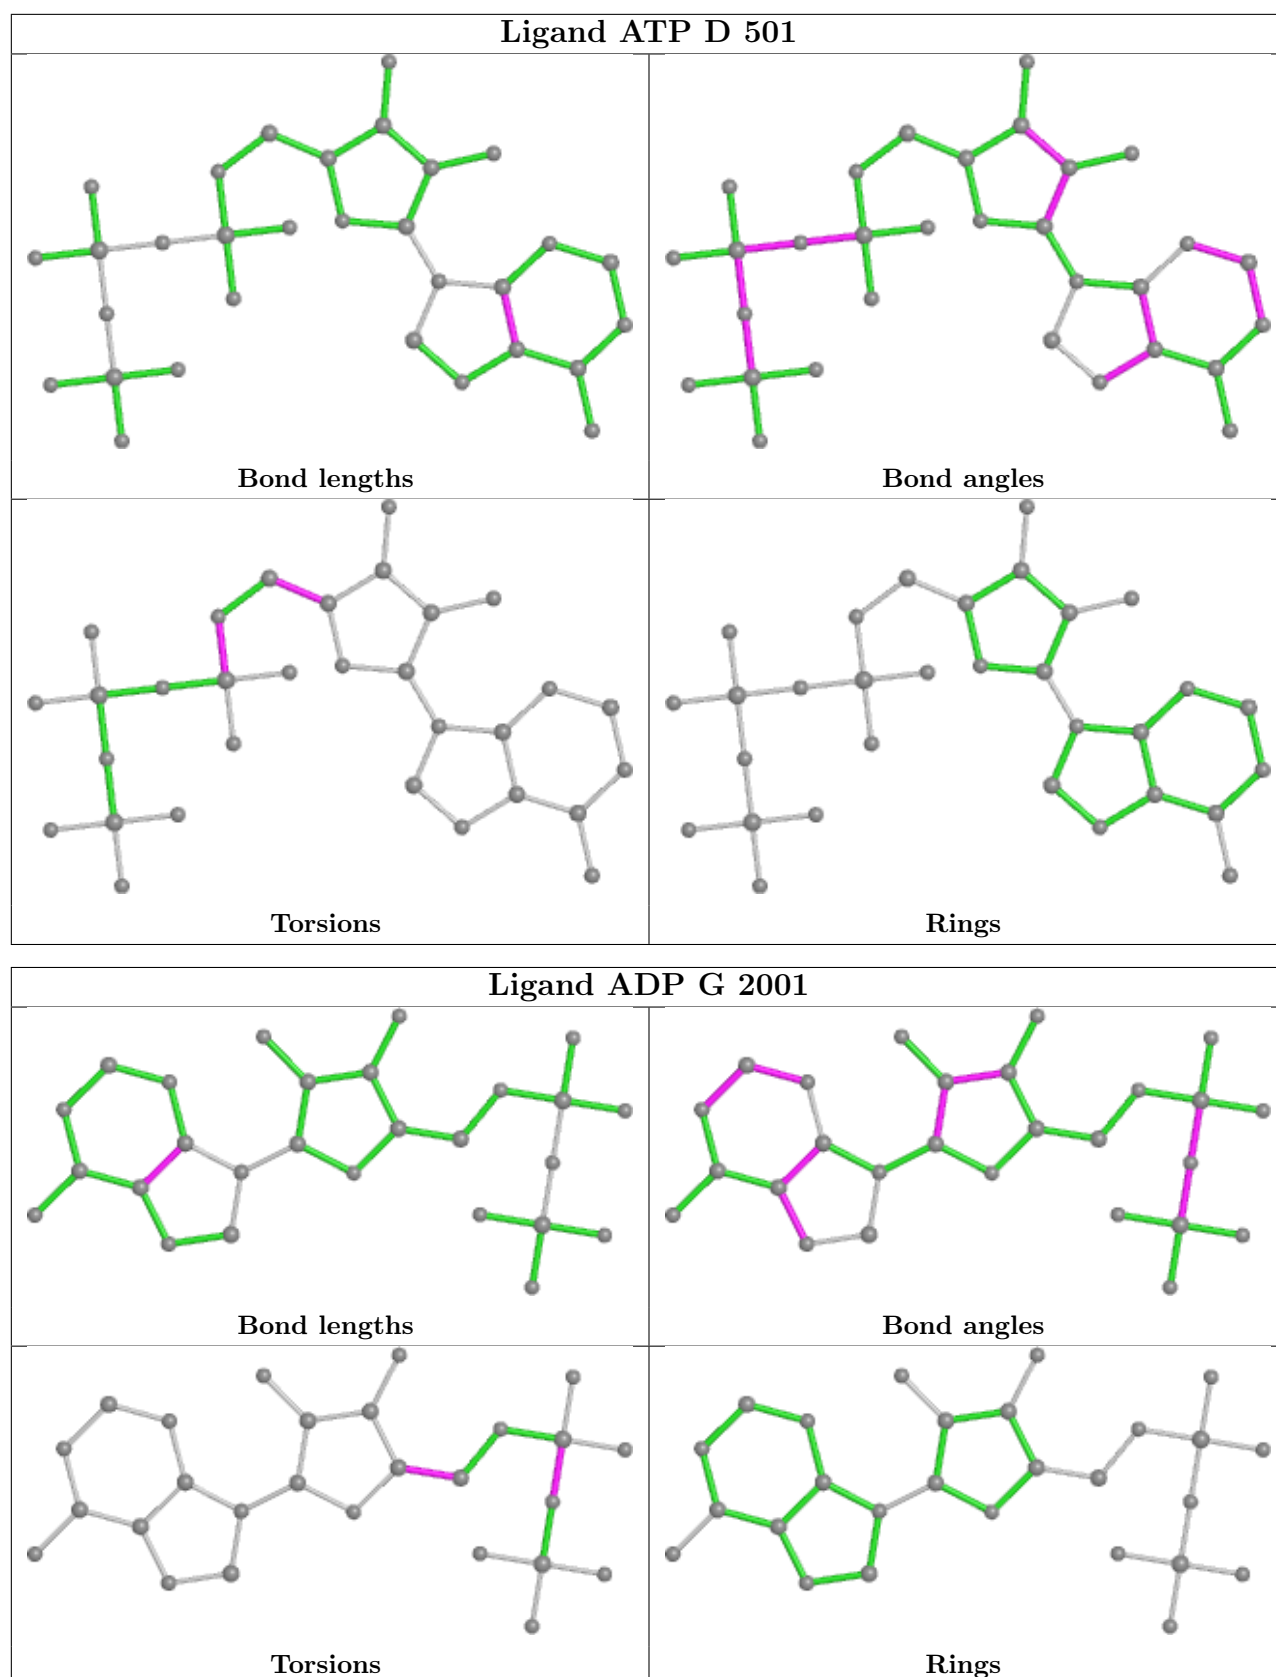 Ligand ATP D 501
Bond lengths
Bond angles
Torsions
Rings
Ligand ADP G 2001
Bond lengths
Bond angles
Torsions
Rings